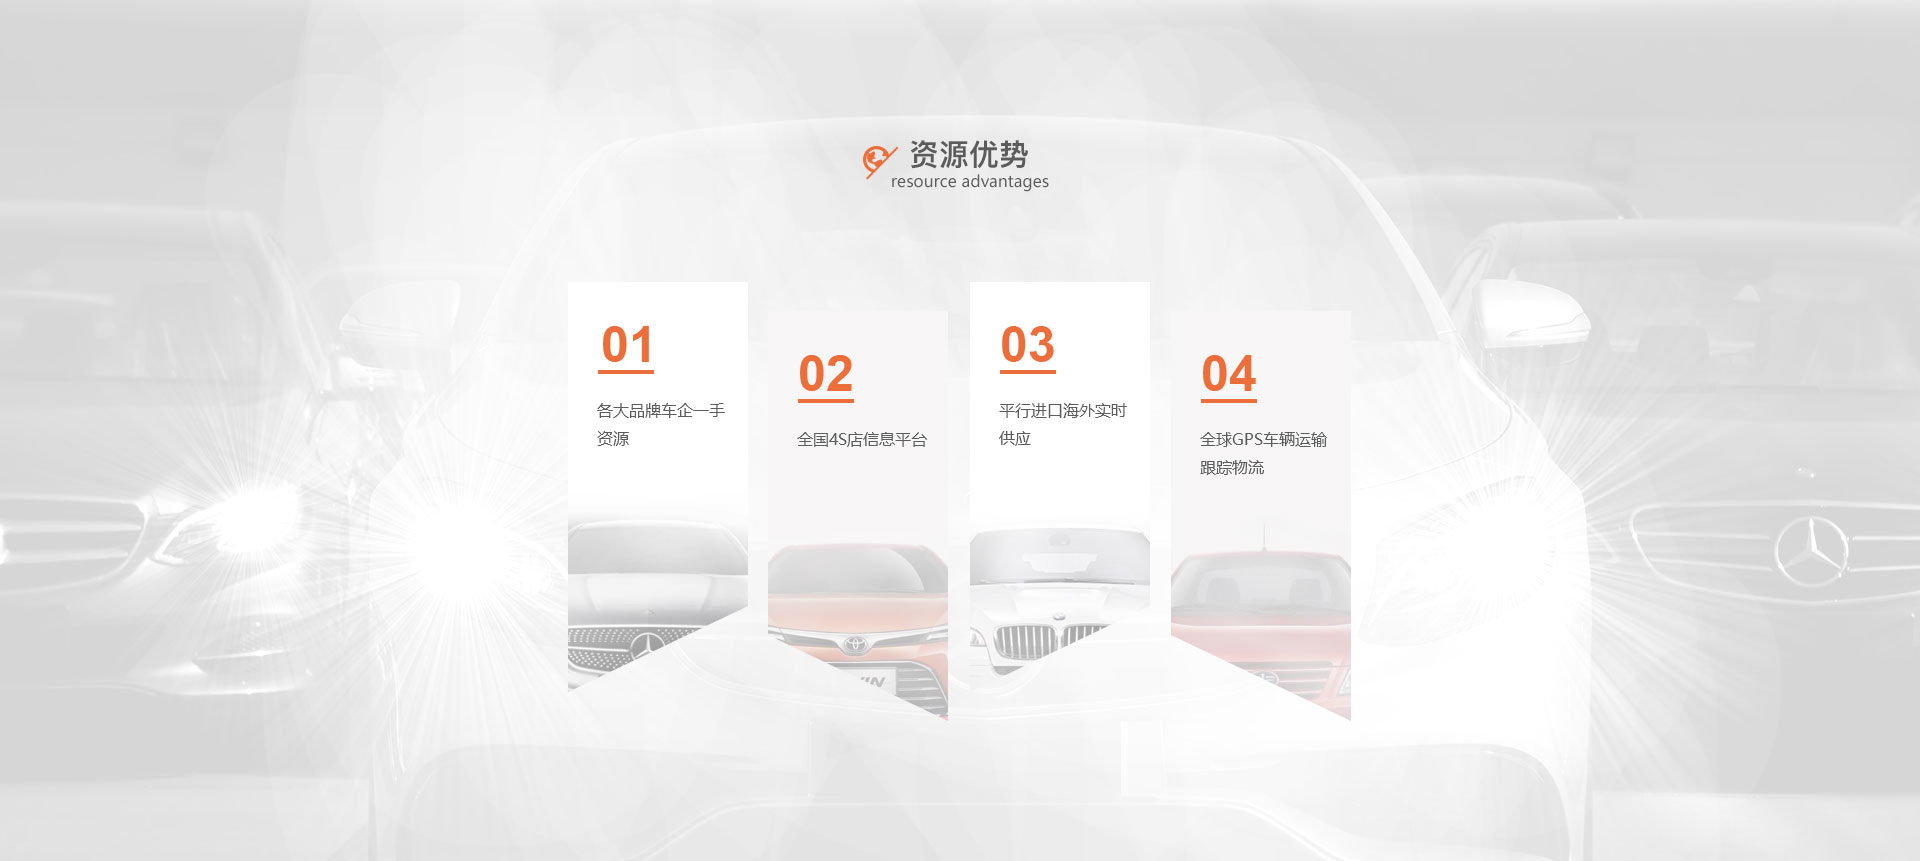 资源优势
resource advantages
01
各大品牌车企一手
资源
02
全国4S店信息平台
03
平行进口海外实时
供应
04
全球GPS车辆运输
跟踪物流